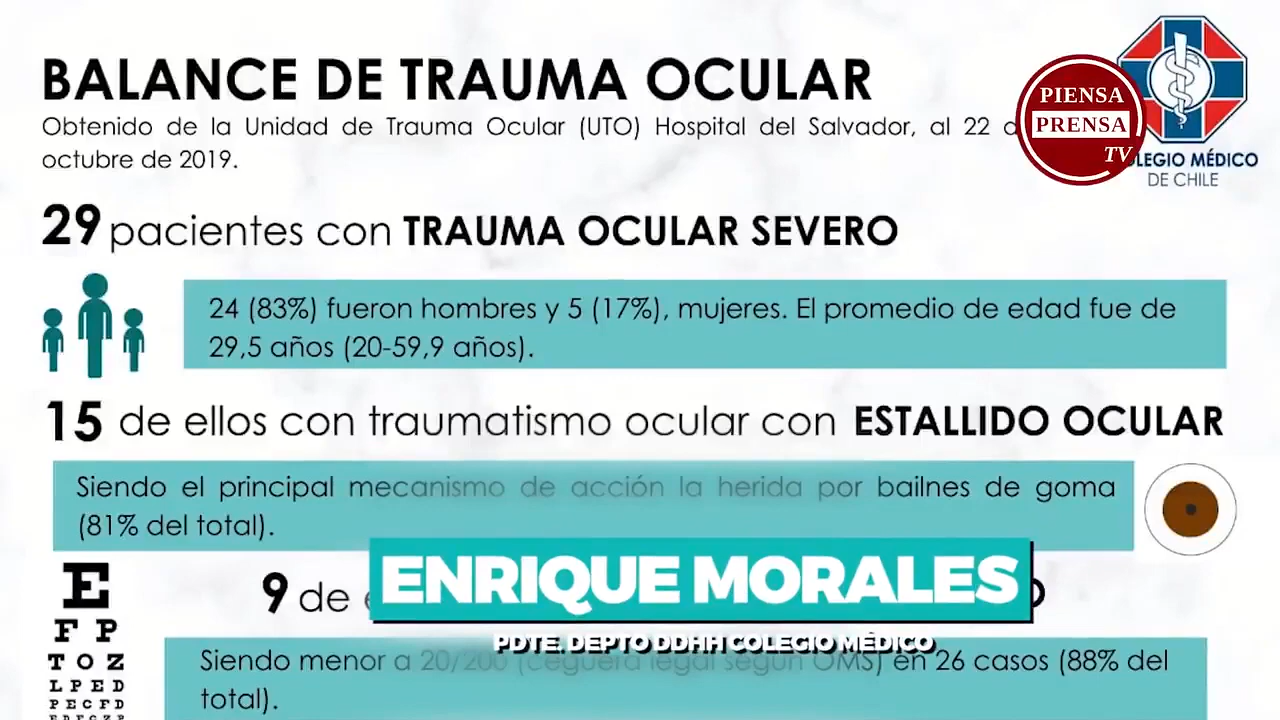 BALANCE DE TRAUMA OCULAR
Obtenido de la Unidad de Trauma Ocular (UTO) Hospital del Salvador, al 22
octubre de 2019.
PIENSA
PRENSA
TV
LEGIO MÉDICO
DE CHILE
29 pacientes con TRAUMA OCULAR SEVERO
24 (83%) fueron hombres y 5 (17%), mujeres. El promedio de edad fue de
29,5 años (20-59,9 años).
15 de ellos con traumatismo ocular con ESTALLIDO OCULAR
Siendo el principal mecanismo de acción la herida por bailnes de goma
(81% del total).
9 de
ENRIQUE MORALES
PDTE. DEPTO DDHH COLEGIO MÉDICO
Siendo menor a 20/200 (ceguera legal según OMS) en 26 casos (88% del
total).
E
F P
T O Z
L P E D
P E C F D
E D F C Z P